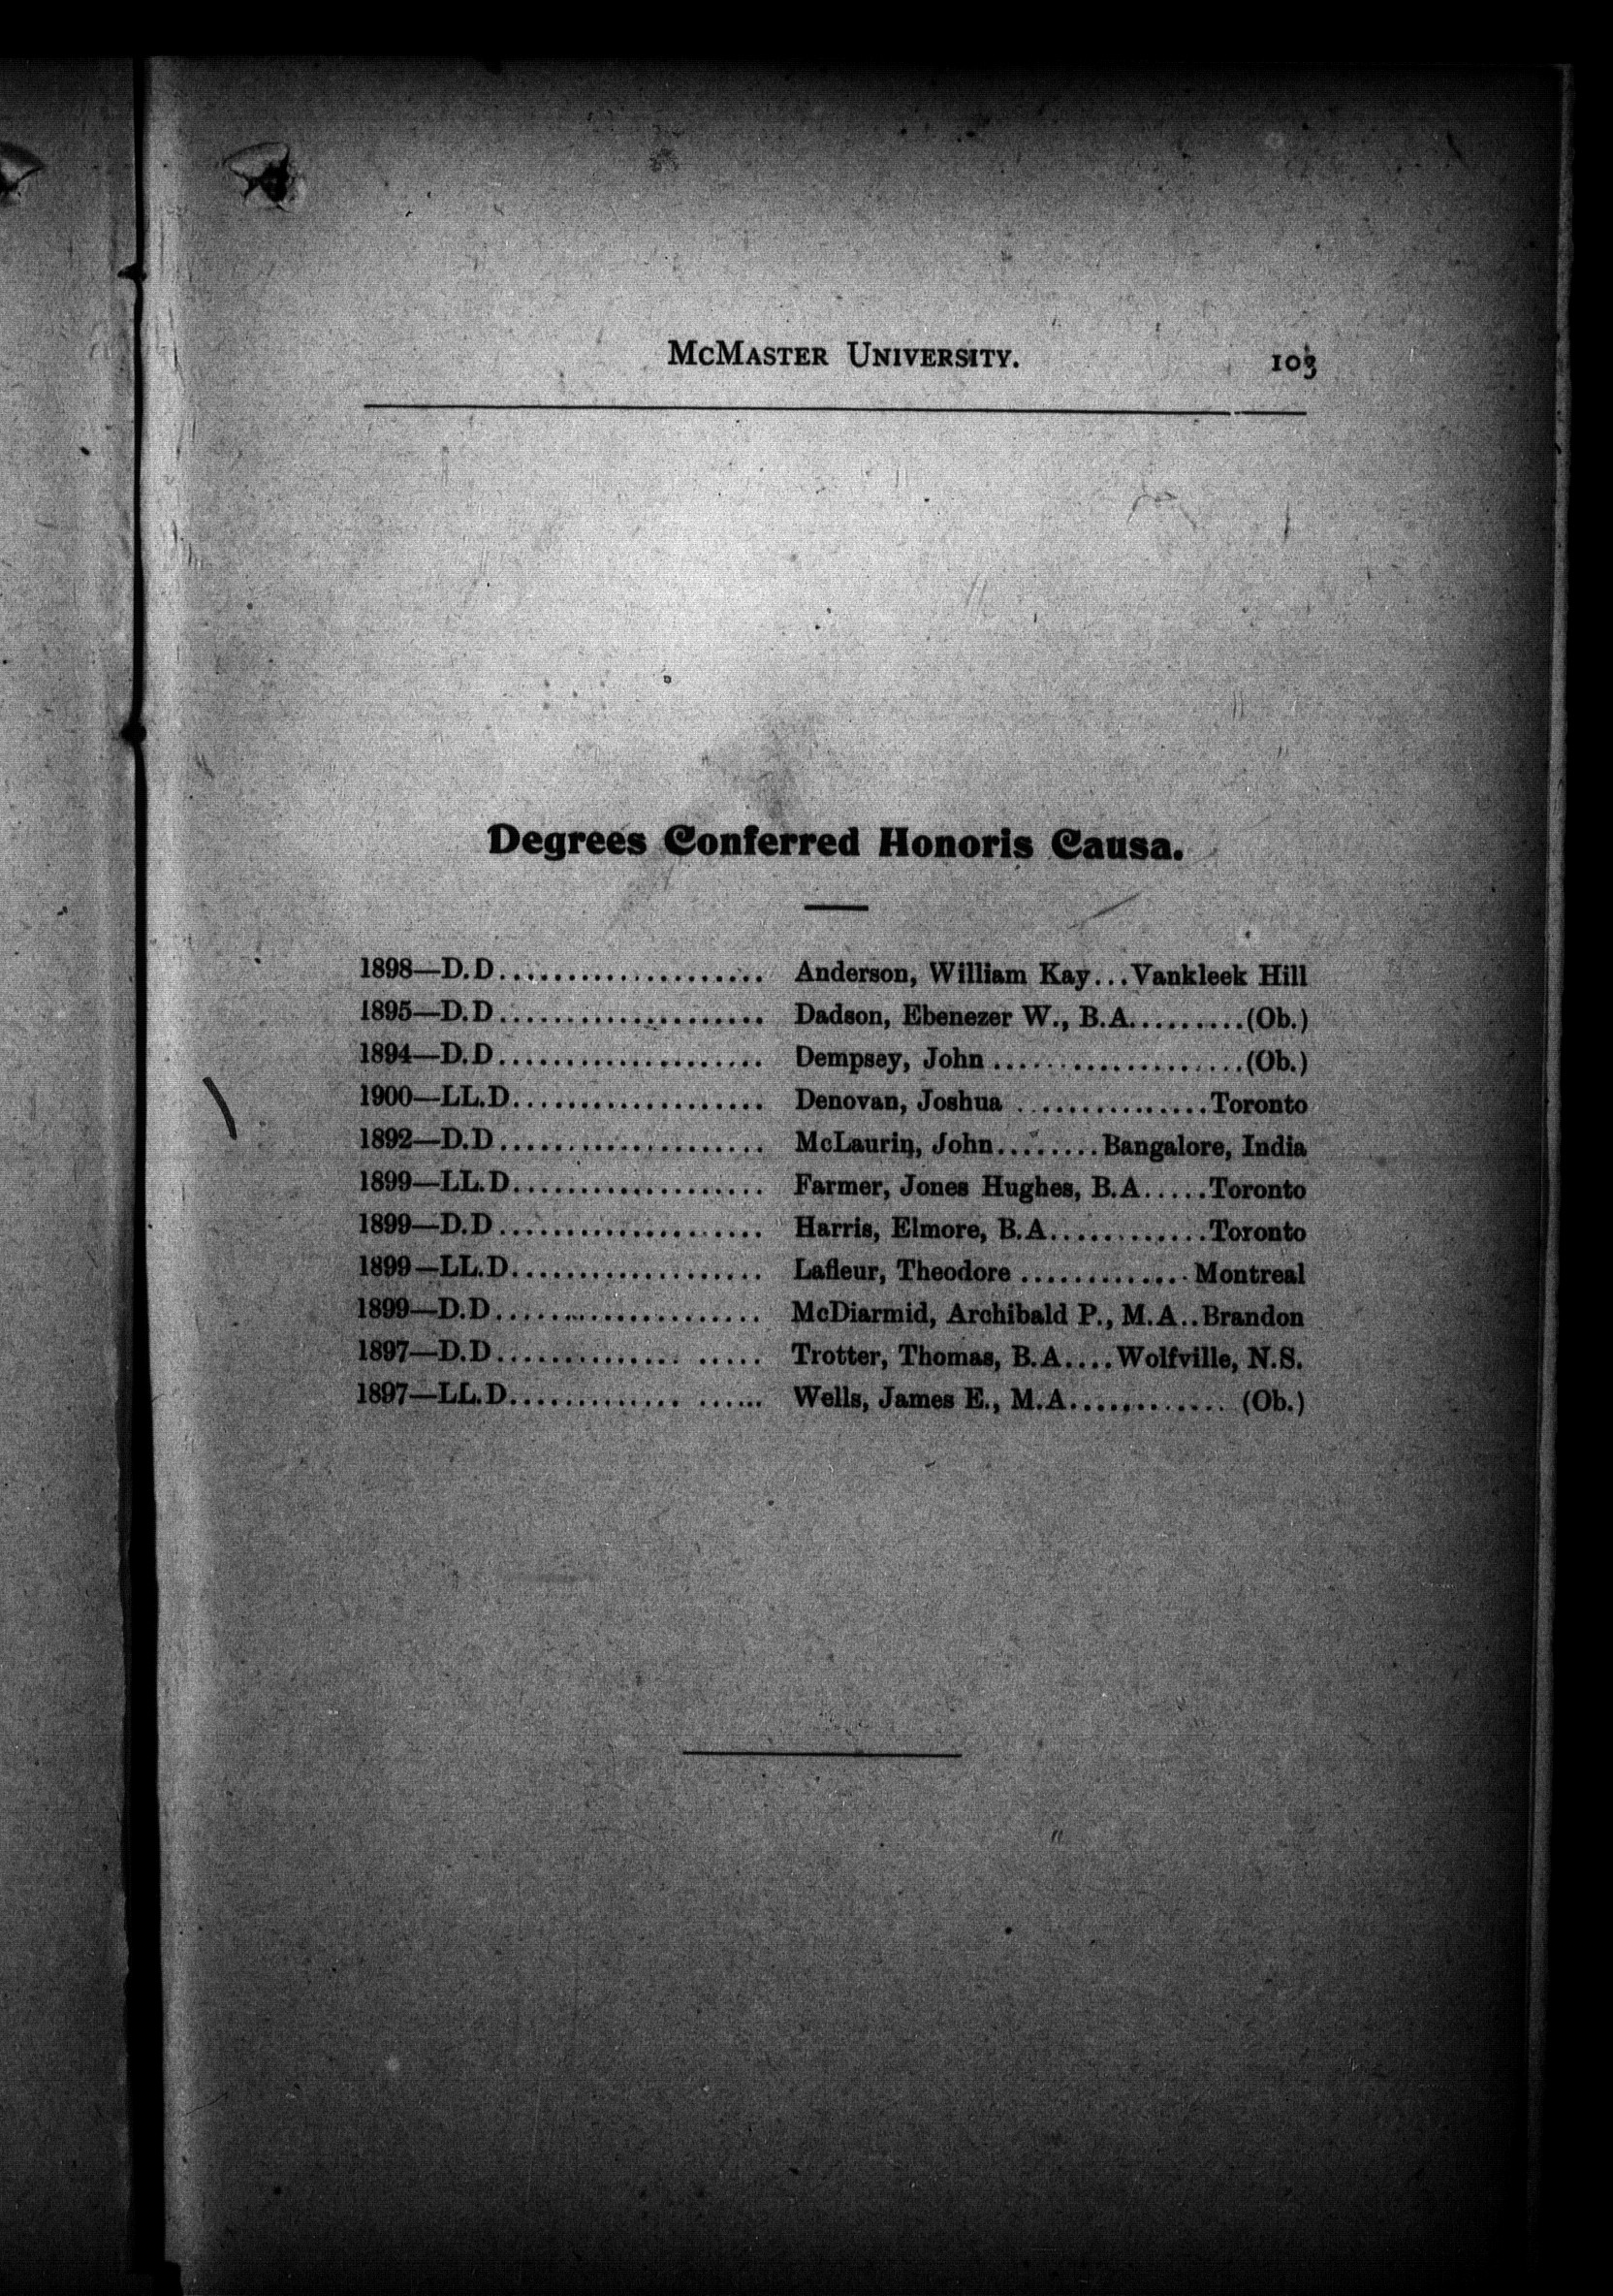 McMaster University. 103
Degrees Conferred Honoris Causa.
1898—D.D.................... Anderson, William Kay...Vankleek Hill
1895—D.D.................... Dadson, Ebenezer W., B.A.........(Ob.)
1894—D.D.................... Dempsey, John...................(Ob.)
1900—LL.D................... Denovan, Joshua ..............Toronto
1892—D.D.................... McLaurin, John........Bangalore, India
1899—LL.D................... Farmer, Jones Hughes, B.A.....Toronto
1899—D.D.................... Harris, Elmore, B.A............Toronto
1899—LL.D................... Lafleur, Theodore .............Montreal
1899—D.D.................... McDiarmid, Archibald P., M.A..Brandon
1897—D.D.............. ..... Trotter, Thomas, B.A....Wolfville, N.S.
1897—LL.D............. ...... Wells, James E., M.A............ (Ob.)